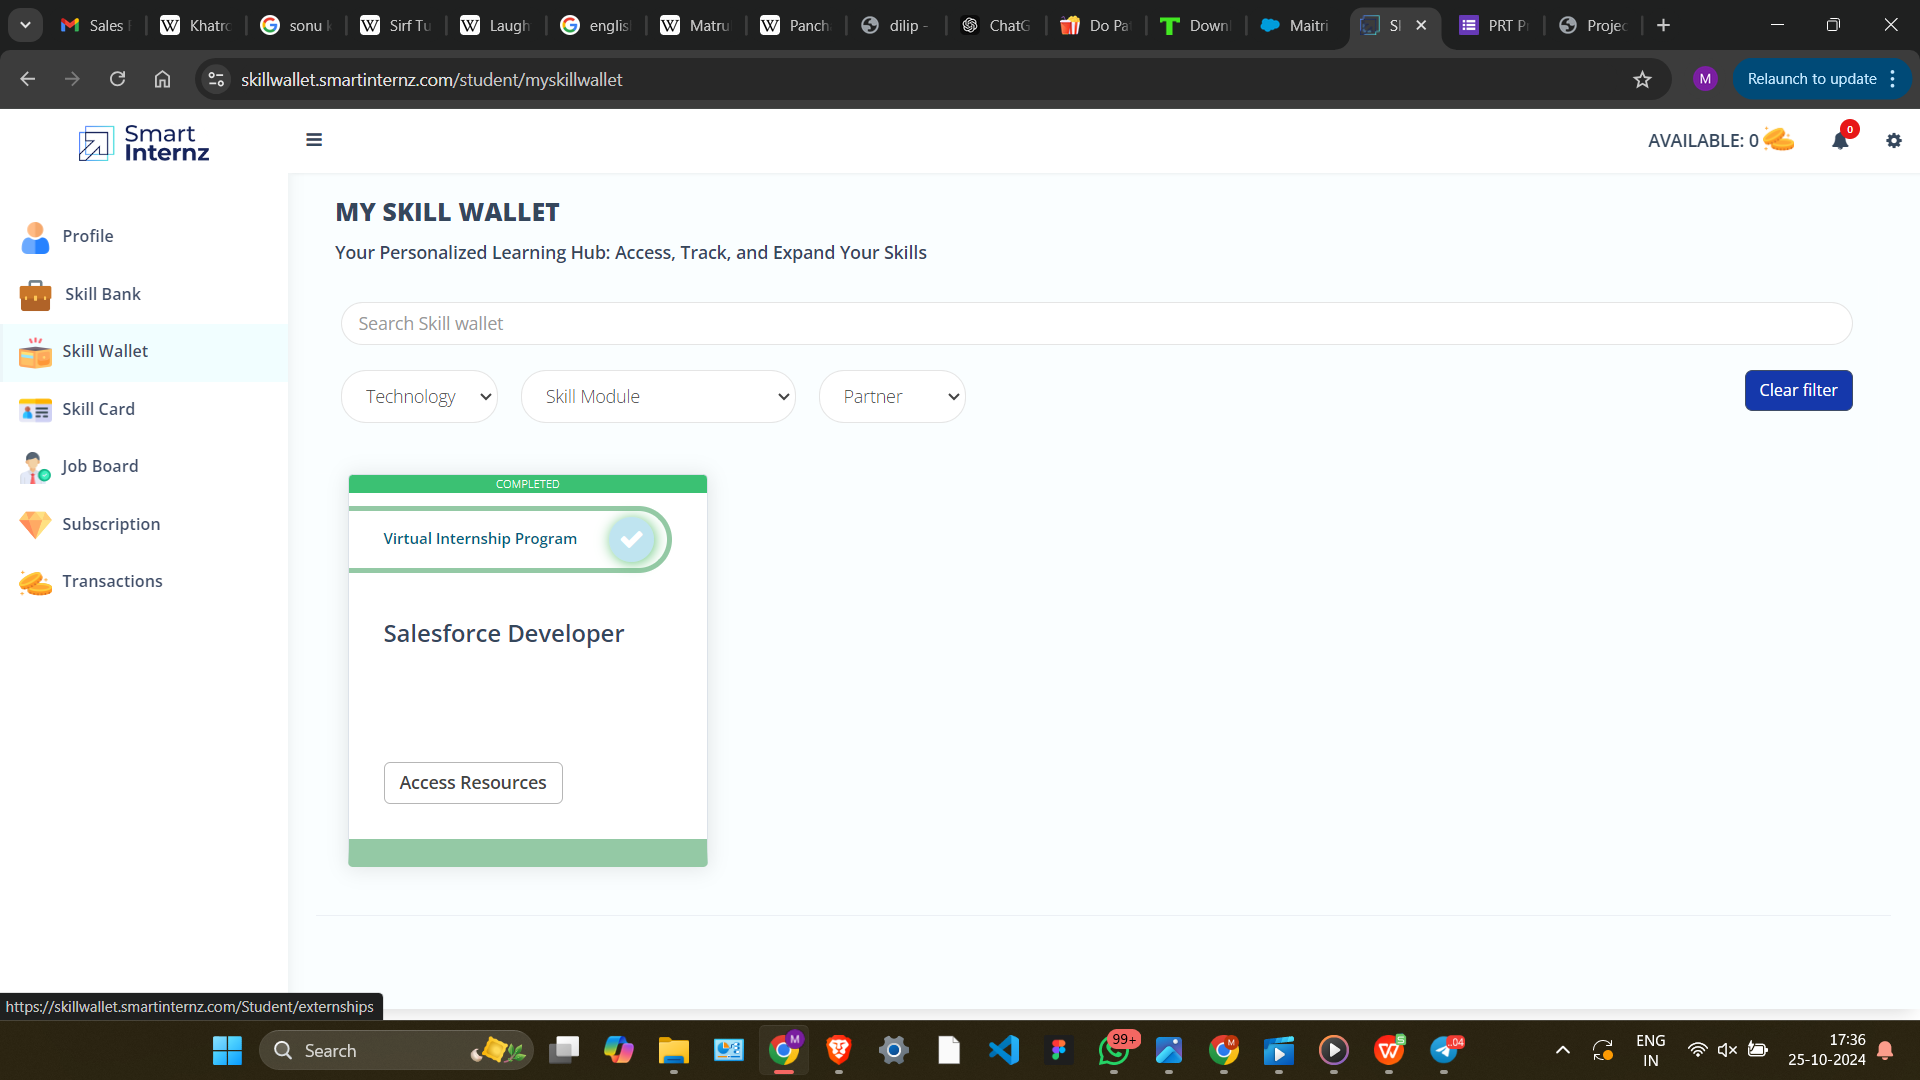 Sales
Khatro
sonu k
Sirf Tu
Laugh
english
Matru
Panch
dilip -
ChatG
Do Pat
Down
Maitri
Sk
PRT P
Projec
skillwallet.smartinternz.com/student/myskillwallet
M
Relaunch to update
Smart
Internz
AVAILABLE: 0
0
MY SKILL WALLET
Your Personalized Learning Hub: Access, Track, and Expand Your Skills
Profile
Skill Bank
Skill Wallet
Skill Card
Job Board
Subscription
Transactions
Search Skill wallet
Technology
Skill Module
Partner
Clear filter
COMPLETED
Virtual Internship Program
Salesforce Developer
Access Resources
https://skillwallet.smartinternz.com/Student/externships
Search
99+
ENG
IN
17:36
25-10-2024